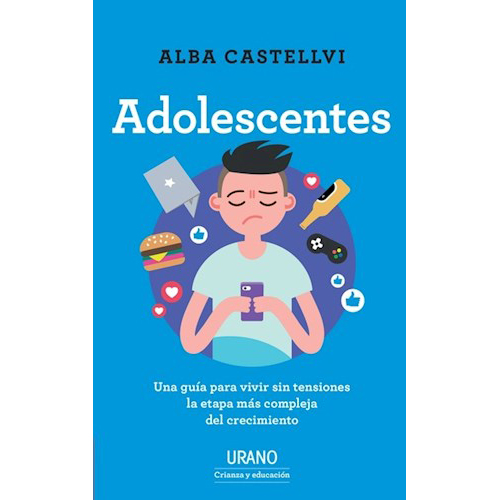 ALBA CASTELLVI
Adolescentes
Una guía para vivir sin tensiones
la etapa más compleja
del crecimiento
URANO
Crianza y educación